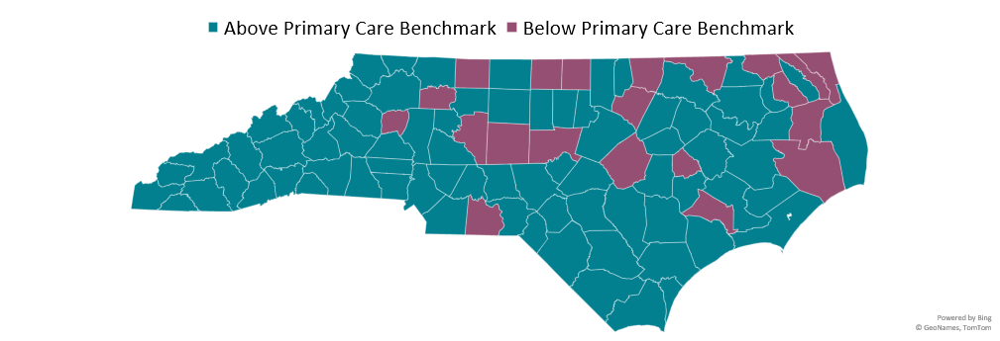 Above Primary Care Benchmark Below Primary Care Benchmark
Powered by Bing
© GeoNames, TomTom